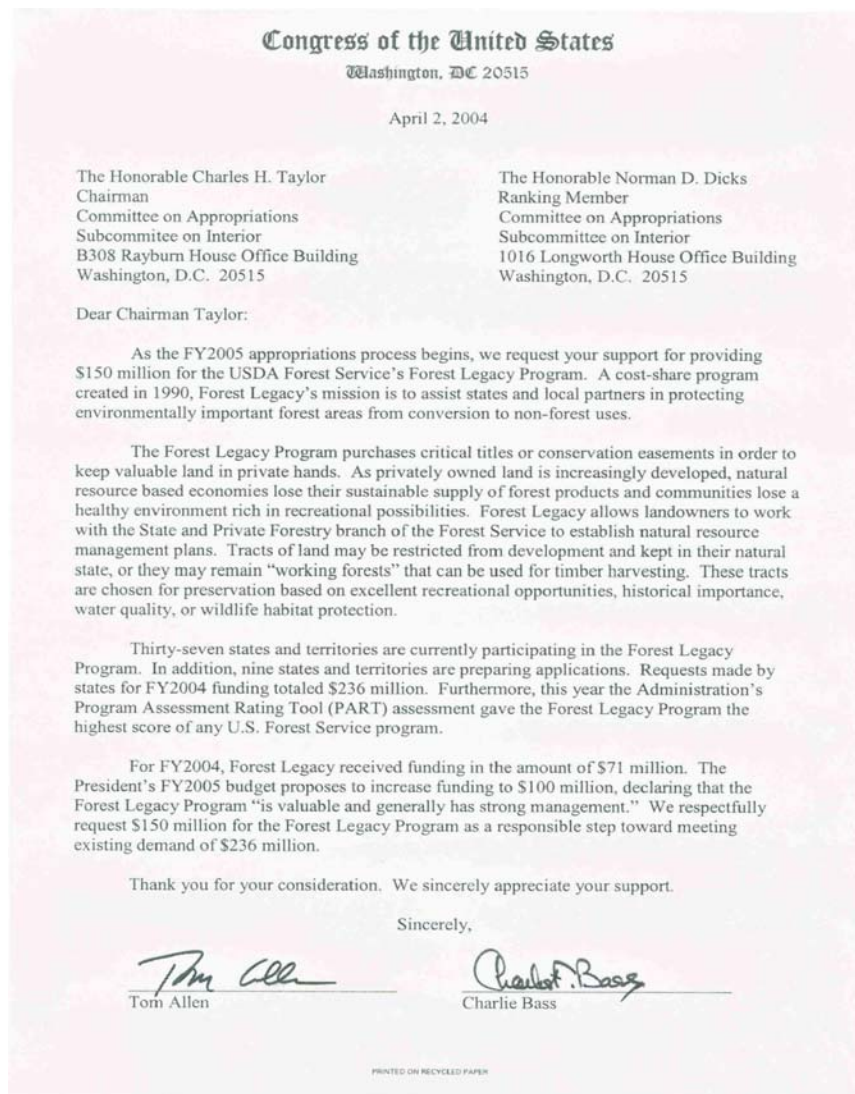 Congress of the United States
Washington, DC 20515
April 2, 2004
The Honorable Charles H. Taylor
Chairman
Committee on Appropriations
Subcommitee on Interior
B308 Rayburn House Office Building
Washington, D.C. 20515
The Honorable Norman D. Dicks
Ranking Member
Committee on Appropriations
Subcommittee on Interior
1016 Longworth House Office Building
Washington, D.C. 20515
Dear Chairman Taylor:
As the FY2005 appropriations process begins, we request your support for providing
$150 million for the USDA Forest Service's Forest Legacy Program. A cost-share program
created in 1990, Forest Legacy's mission is to assist states and local partners in protecting
environmentally important forest areas from conversion to non-forest uses.
The Forest Legacy Program purchases critical titles or conservation easements in order to
keep valuable land in private hands. As privately owned land is increasingly developed, natural
resource based economies lose their sustainable supply of forest products and communities lose a
healthy environment rich in recreational possibilities. Forest Legacy allows landowners to work
with the State and Private Forestry branch of the Forest Service to establish natural resource
management plans. Tracts of land may be restricted from development and kept in their natural
state, or they may remain "working forests" that can be used for timber harvesting. These tracts
are chosen for preservation based on excellent recreational opportunities, historical importance,
water quality, or wildlife habitat protection.
Thirty-seven states and territories are currently participating in the Forest Legacy
Program. In addition, nine states and territories are preparing applications. Requests made by
states for FY2004 funding totaled $236 million. Furthermore, this year the Administration's
Program Assessment Rating Tool (PART) assessment gave the Forest Legacy Program the
highest score of any U.S. Forest Service program.
For FY2004, Forest Legacy received funding in the amount of $71 million. The
President's FY2005 budget proposes to increase funding to $100 million, declaring that the
Forest Legacy Program "is valuable and generally has strong management." We respectfully
request $150 million for the Forest Legacy Program as a responsible step toward meeting
existing demand of $236 million.
Thank you for your consideration. We sincerely appreciate your support.
Sincerely,
Tom Allen
Charles F. Bass
Tom Allen
Charlie Bass
PRINTED ON RECYCLED PAPER